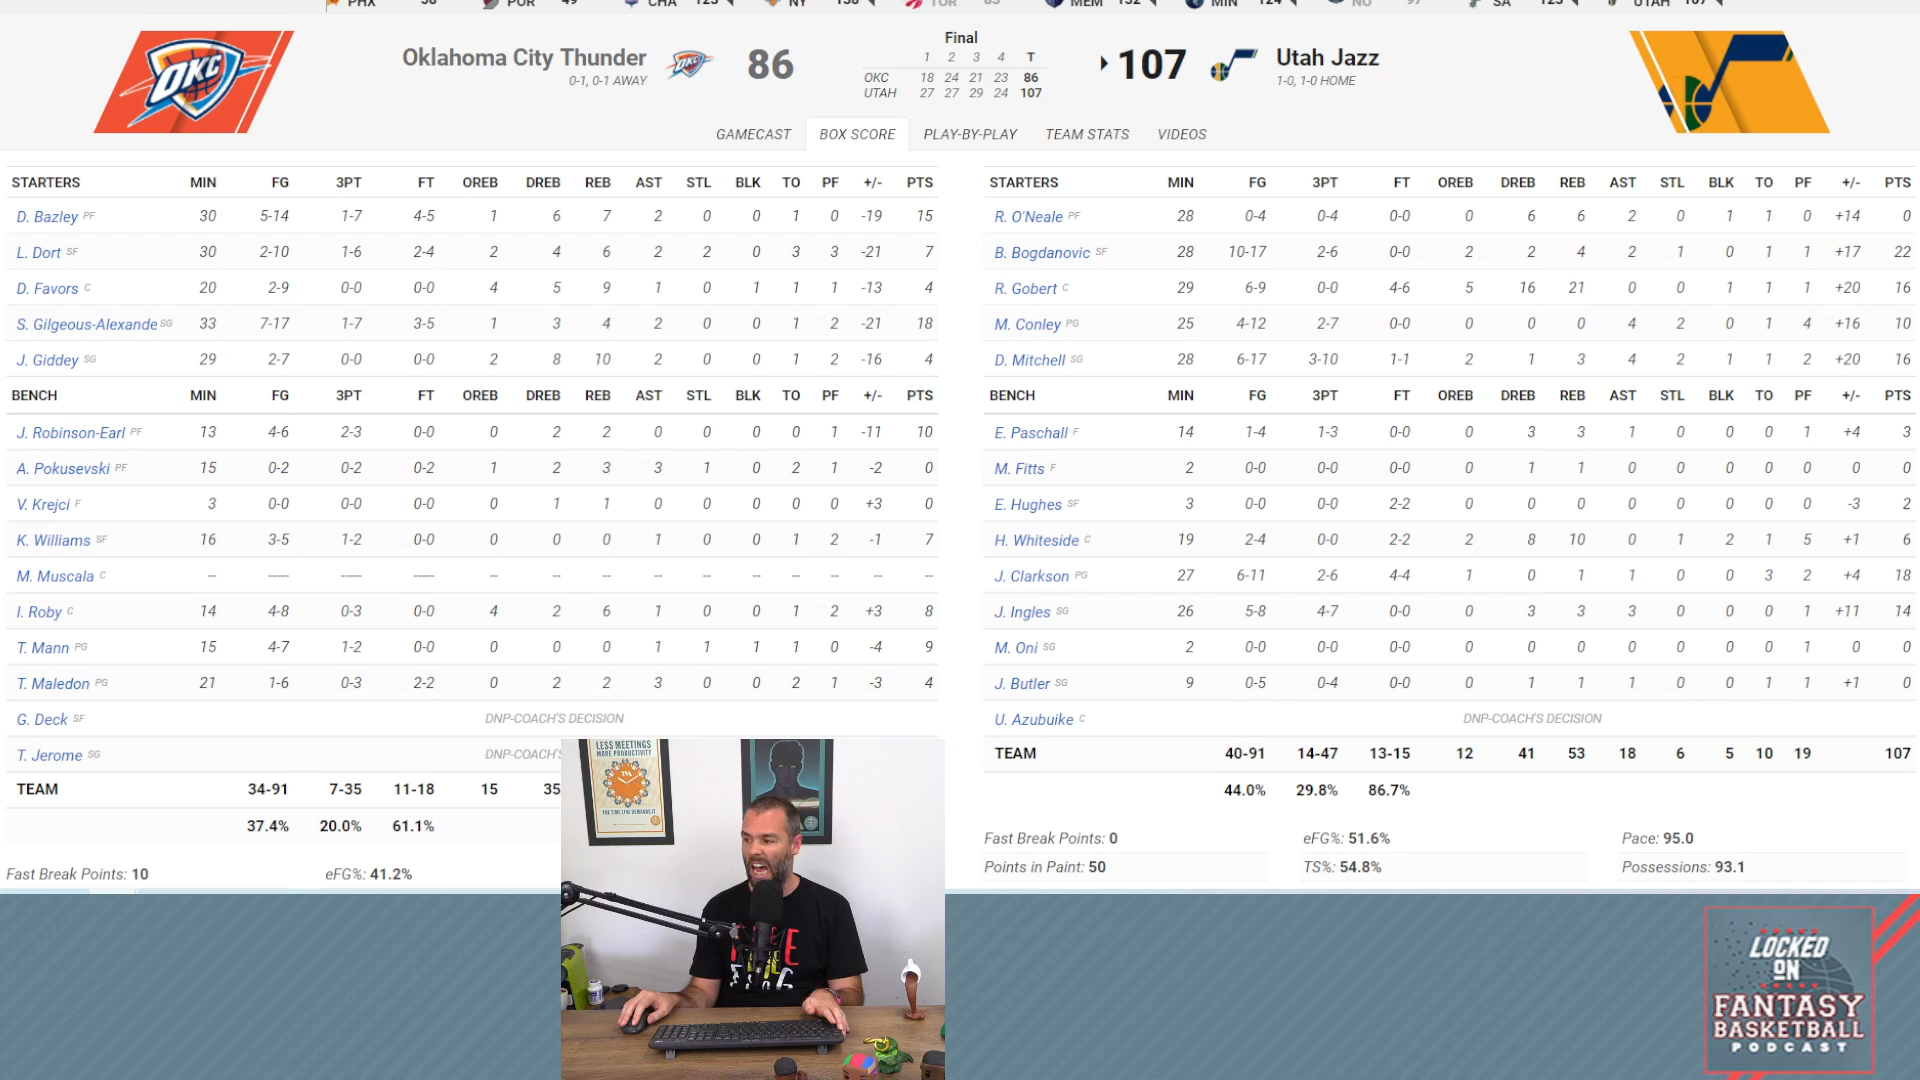 PHX 58 POR 49 CHA 123 NY 138 TOR 83 MEM 132 MIN 124 NO 97 SA 123 UTAH 107
Final
Oklahoma City Thunder 86 107 Utah Jazz
0-1, 0-1 AWAY 1-0, 1-0 HOME
1 2 3 4 T
OKC 18 24 21 23 86
UTAH 27 27 29 24 107
OKC
GAMECAST BOX SCORE PLAY-BY-PLAY TEAM STATS VIDEOS
STARTERS MIN FG 3PT FT OREB DREB REB AST STL BLK TO PF +/- PTS
D. Bazley PF 30 5-14 1-7 4-5 1 6 7 2 0 0 1 0 -19 15
L. Dort SF 30 2-10 1-6 2-4 2 4 6 2 2 0 3 3 -21 7
D. Favors C 20 2-9 0-0 0-0 4 5 9 1 0 1 1 1 -13 4
S. Gilgeous-Alexande SG 33 7-17 1-7 3-5 1 3 4 2 0 0 1 2 -21 18
J. Giddey SG 29 2-7 0-0 0-0 2 8 10 2 0 0 1 2 -16 4
BENCH MIN FG 3PT FT OREB DREB REB AST STL BLK TO PF +/- PTS
J. Robinson-Earl PF 13 4-6 2-3 0-0 0 2 2 0 0 0 0 1 -11 10
A. Pokusevski PF 15 0-2 0-2 0-2 1 2 3 3 1 0 2 1 -2 0
V. Krejci F 3 0-0 0-0 0-0 0 1 1 0 0 0 0 0 +3 0
K. Williams SF 16 3-5 1-2 0-0 0 0 0 1 0 0 1 2 -1 7
M. Muscala C -- ----- ----- ----- -- -- -- -- -- -- -- -- -- --
I. Roby C 14 4-8 0-3 0-0 4 2 6 1 0 0 1 2 +3 8
T. Mann PG 15 4-7 1-2 0-0 0 0 0 1 1 1 1 0 -4 9
T. Maledon PG 21 1-6 0-3 2-2 0 2 2 3 0 0 2 1 -3 4
G. Deck SF DNP-COACH'S DECISION
T. Jerome SG DNP-COACH'S
TEAM 34-91 7-35 11-18 15 35
37.4% 20.0% 61.1%
Fast Break Points: 10 eFG%: 41.2%
STARTERS MIN FG 3PT FT OREB DREB REB AST STL BLK TO PF +/- PTS
R. O'Neale PF 28 0-4 0-4 0-0 0 6 6 2 0 1 1 0 +14 0
B. Bogdanovic SF 28 10-17 2-6 0-0 2 2 4 2 1 0 1 1 +17 22
R. Gobert C 29 6-9 0-0 4-6 5 16 21 0 0 1 1 1 +20 16
M. Conley PG 25 4-12 2-7 0-0 0 0 0 4 2 0 1 4 +16 10
D. Mitchell SG 28 6-17 3-10 1-1 2 1 3 4 2 1 1 2 +20 16
BENCH MIN FG 3PT FT OREB DREB REB AST STL BLK TO PF +/- PTS
E. Paschall F 14 1-4 1-3 0-0 0 3 3 1 0 0 0 1 +4 3
M. Fitts F 2 0-0 0-0 0-0 0 1 1 0 0 0 0 0 0 0
E. Hughes SF 3 0-0 0-0 2-2 0 0 0 0 0 0 0 0 -3 2
H. Whiteside C 19 2-4 0-0 2-2 2 8 10 0 1 2 1 5 +1 6
J. Clarkson PG 27 6-11 2-6 4-4 1 0 1 1 0 0 3 2 +4 18
J. Ingles SG 26 5-8 4-7 0-0 0 3 3 3 0 0 0 1 +11 14
M. Oni SG 2 0-0 0-0 0-0 0 0 0 0 0 0 0 1 0 0
J. Butler SG 9 0-5 0-4 0-0 0 1 1 1 0 0 1 1 +1 0
U. Azubuike C DNP-COACH'S DECISION
TEAM 40-91 14-47 13-15 12 41 53 18 6 5 10 19 107
44.0% 29.8% 86.7%
Fast Break Points: 0 eFG%: 51.6% Pace: 95.0
Points in Paint: 50 TS%: 54.8% Possessions: 93.1
LESS MEETINGS
MORE PRODUCTIVITY
LOCKED
ON
FANTASY
BASKETBALL
PODCAST